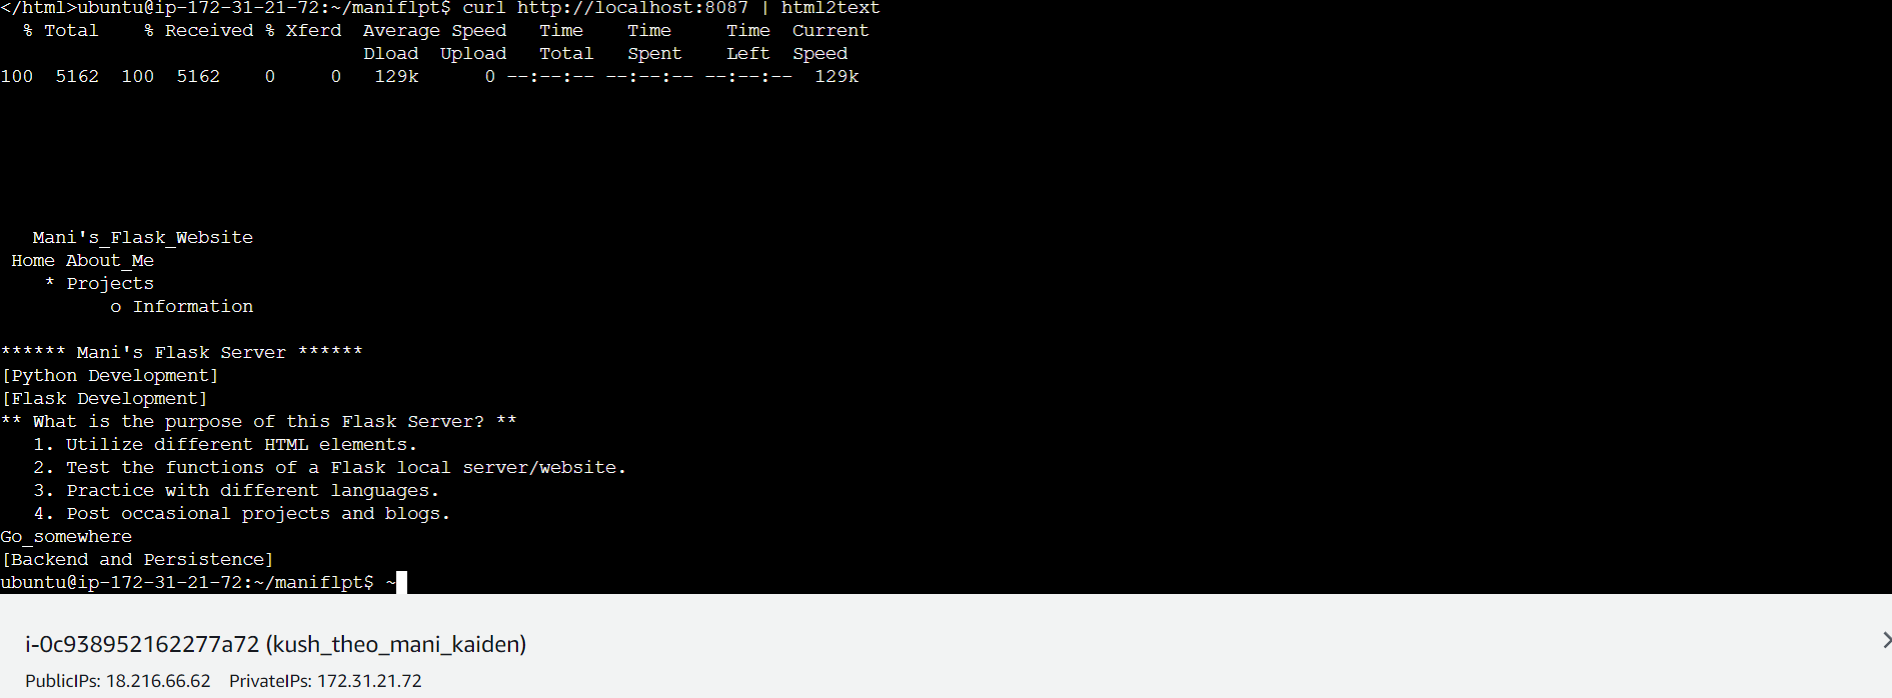 </html>ubuntu@ip-172-31-21-72:~/maniflpt$ curl http://localhost:8087 | html2text
  % Total    % Received % Xferd  Average Speed   Time    Time     Time  Current
                                 Dload  Upload   Total   Spent    Left  Speed
100  5162  100  5162    0     0   129k      0 --:--:-- --:--:-- --:--:--  129k
   Mani's_Flask_Website
 Home About_Me
    * Projects
          o Information
****** Mani's Flask Server ******
[Python Development]
[Flask Development]
** What is the purpose of this Flask Server? **
   1. Utilize different HTML elements.
   2. Test the functions of a Flask local server/website.
   3. Practice with different languages.
   4. Post occasional projects and blogs.
Go_somewhere
[Backend and Persistence]
ubuntu@ip-172-31-21-72:~/maniflpt$ ~
i-0c938952162277a72 (kush_theo_mani_kaiden)
PublicIPs: 18.216.66.62    PrivateIPs: 172.31.21.72